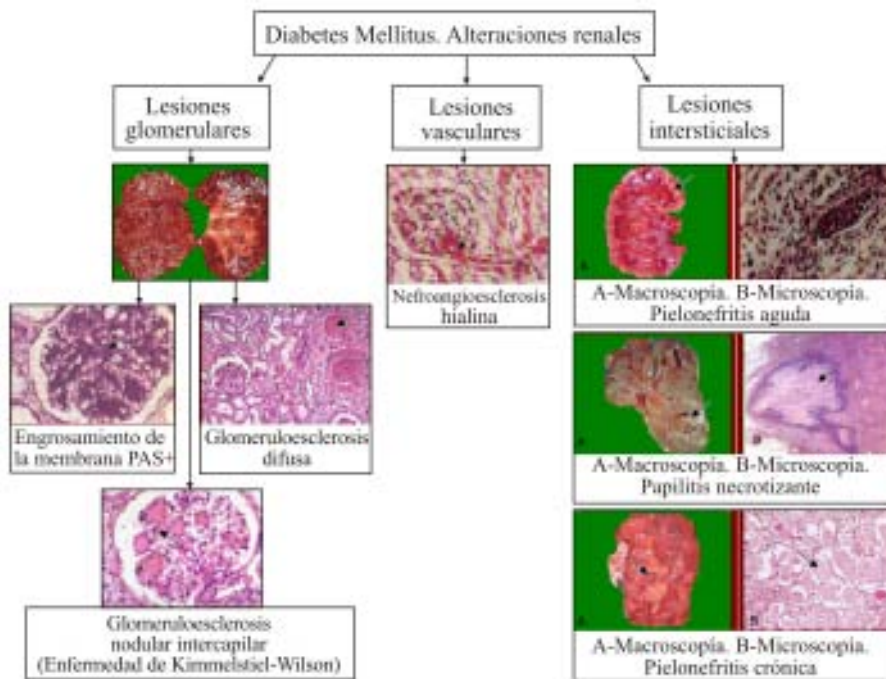 Diabetes Mellitus. Alteraciones renales
Lesiones
glomerulares
Lesiones
vasculares
Lesiones
intersticiales
Nefroangioesclerosis
hialina
A-Macroscopia. B-Microscopia.
Pielonefritis aguda
Engrosamiento de
la membrana PAS+
Glomeruloesclerosis
difusa
A-Macroscopia. B-Microscopia.
Papilitis necrotizante
Glomeruloesclerosis
nodular intercapilar
(Enfermedad de Kimmelstiel-Wilson)
A-Macroscopía. B-Microscopia.
Pielonefritis crónica